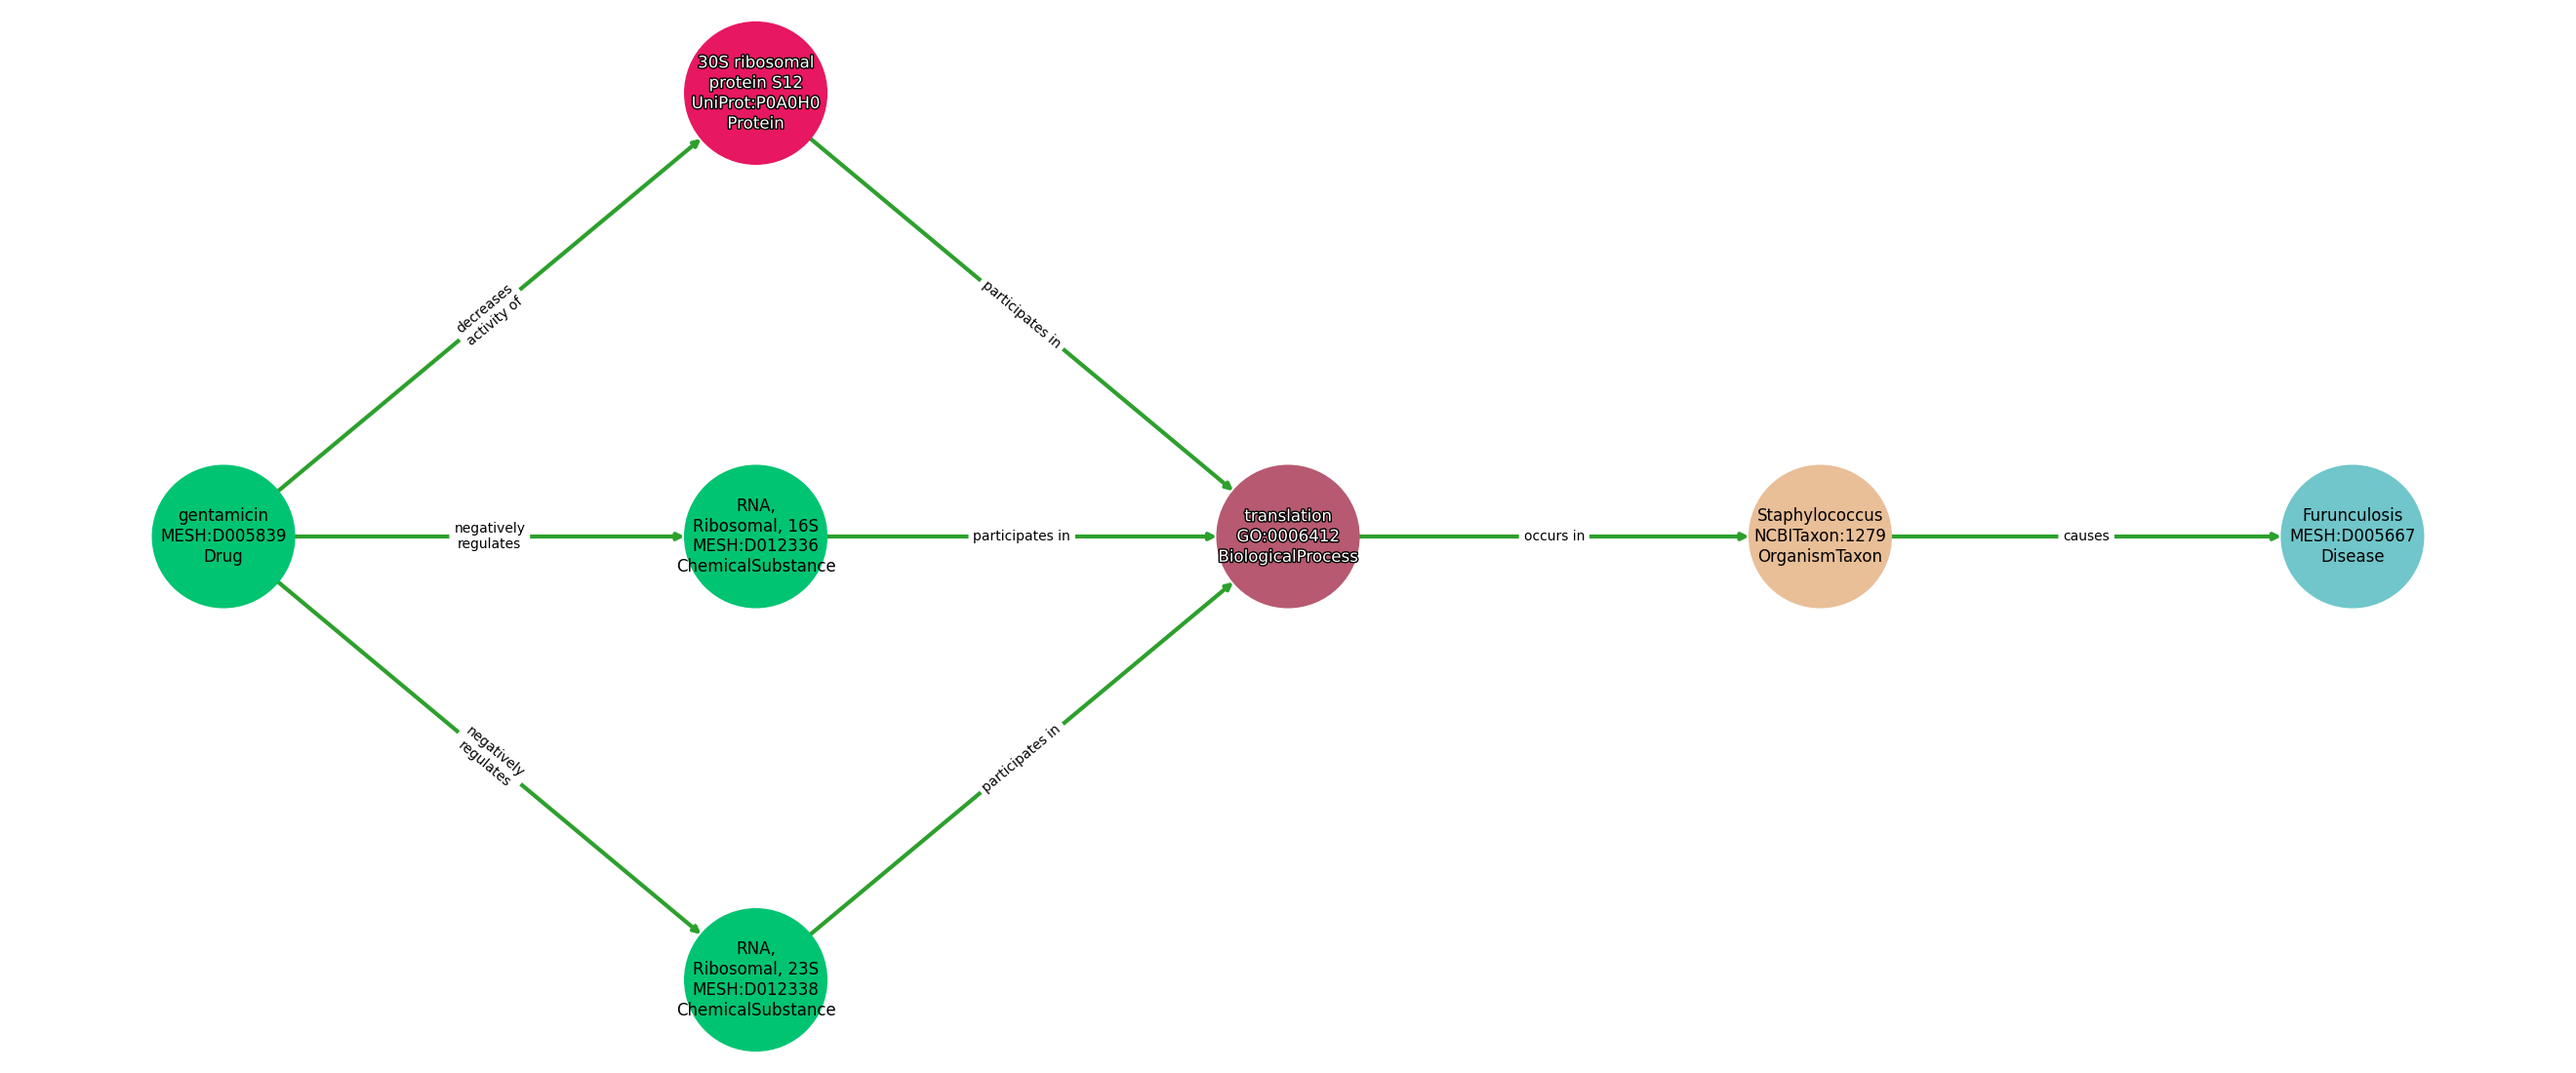 30S ribosomal
protein S12
UniProt:P0A0H0
Protein
decreases
activity of
participates in
gentamicin
MESH:D005839
Drug
negatively
regulates
RNA,
Ribosomal, 16S
MESH:D012336
ChemicalSubstance
participates in
translation
GO:0006412
BiologicalProcess
occurs in
Staphylococcus
NCBITaxon:1279
OrganismTaxon
causes
Furunculosis
MESH:D005667
Disease
negatively
regulates
participates in
RNA,
Ribosomal, 23S
MESH:D012338
ChemicalSubstance